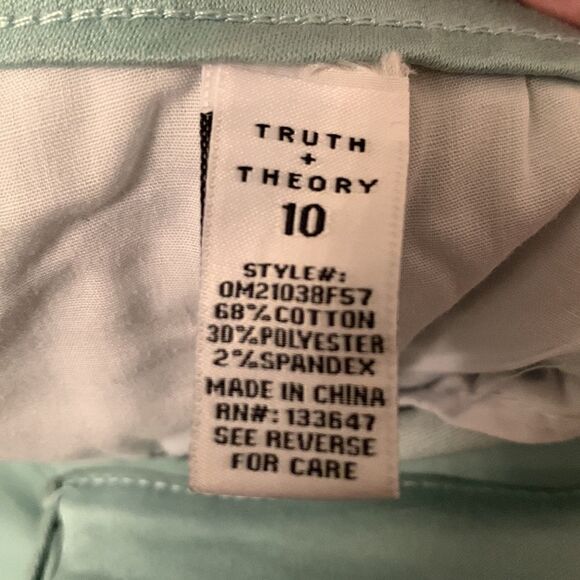 TRUTH
+
THEORY
10
STYLE#:
OM21038F57
68%COTTON
30%POLYESTER
2%SPANDEX
MADE IN CHINA
RN#: 133647
SEE REVERSE
FOR CARE